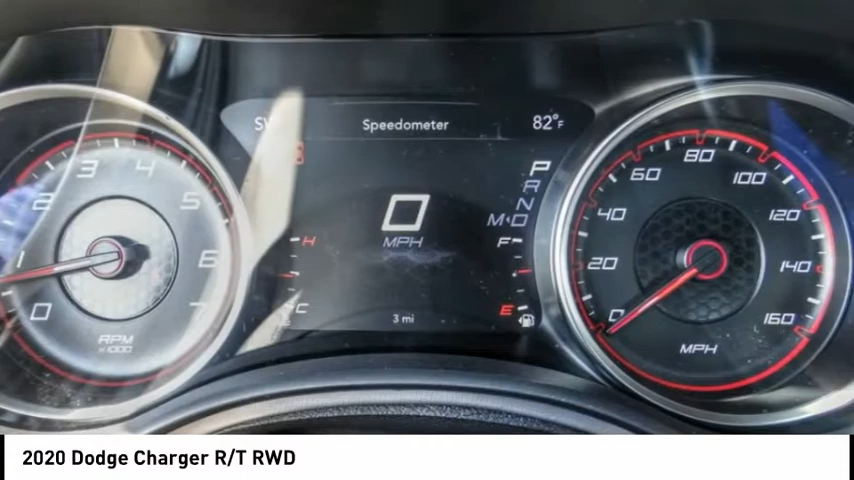 SW Speedometer 82°F
P
R
N
M◂D
0
MPH
H
C
F
E
3 mi
0
1
2
3
4
5
6
7
RPM
x1000
0
20
40
60
80
100
120
140
160
MPH
2020 Dodge Charger R/T RWD